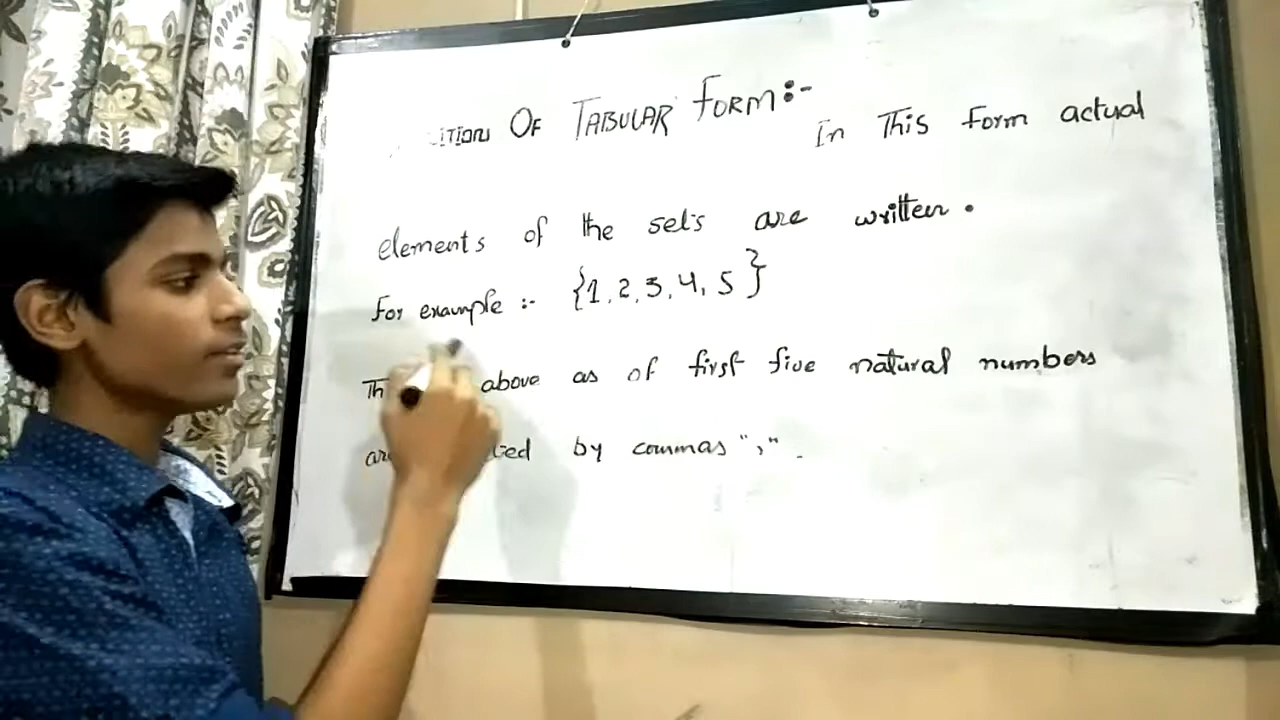 OF TABULAR FORM:- In This form actual
elements of the sets are written.
For example :- {1, 2, 3, 4, 5}
above as of first five natural numbers
by commas ",".